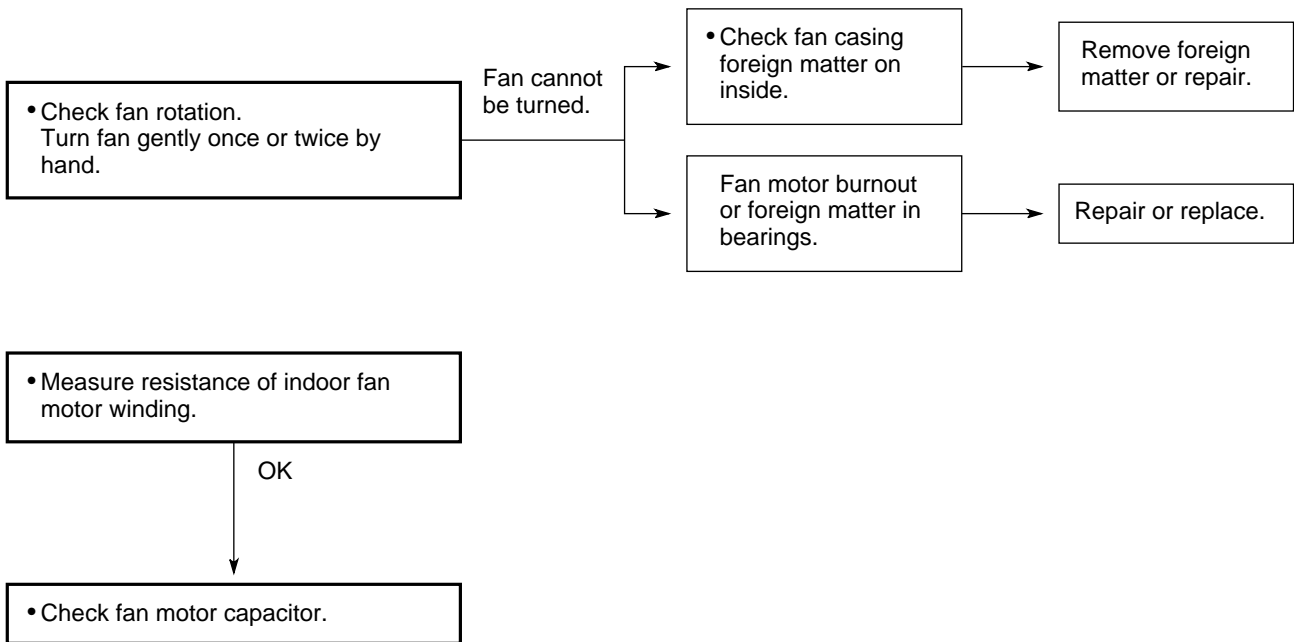 • Check fan rotation.
Turn fan gently once or twice by
hand.
Fan cannot
be turned.
• Check fan casing
foreign matter on
inside.
Remove foreign
matter or repair.
Fan motor burnout
or foreign matter in
bearings.
Repair or replace.
• Measure resistance of indoor fan
motor winding.
OK
• Check fan motor capacitor.